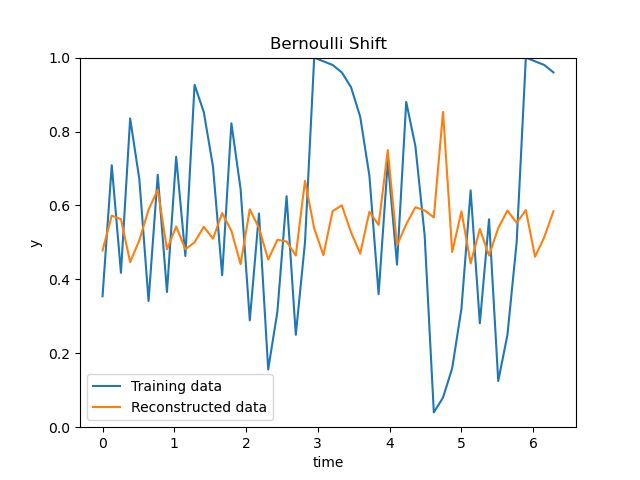 Bernoulli Shift
1.0
0.8
0.6
0.4
0.2
0.0
y
Training data
Reconstructed data
0 1 2 3 4 5 6
time